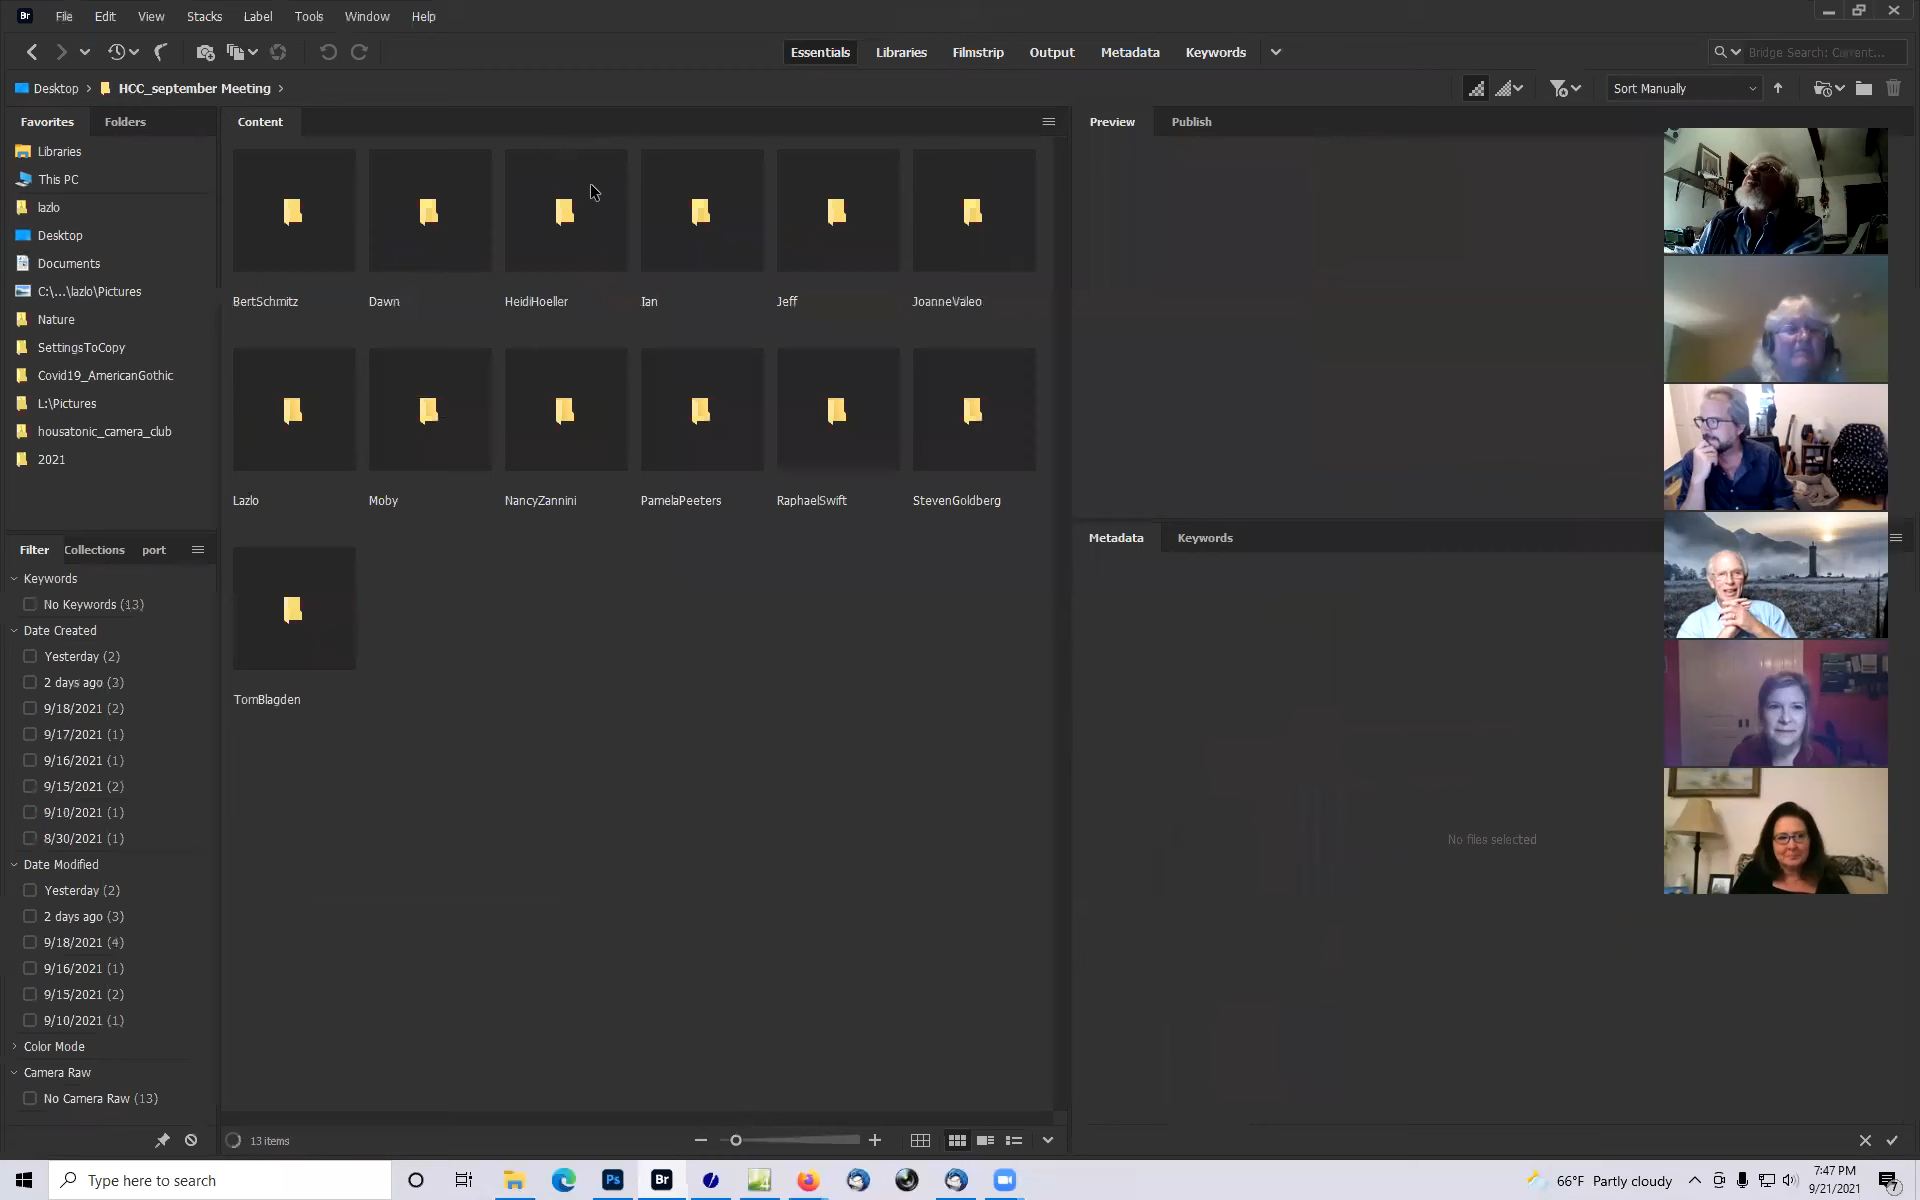 Br File Edit View Stacks Label Tools Window Help
Essentials Libraries Filmstrip Output Metadata Keywords Bridge Search: Current...
Desktop HCC_september Meeting Sort Manually
Favorites Folders
Libraries
This PC
lazlo
Desktop
Documents
C:\...\lazlo\Pictures
Nature
SettingsToCopy
Covid19_AmericanGothic
L:\Pictures
housatonic_camera_club
2021
Filter Collections port
Keywords
No Keywords (13)
Date Created
Yesterday (2)
2 days ago (3)
9/18/2021 (2)
9/17/2021 (1)
9/16/2021 (1)
9/15/2021 (2)
9/10/2021 (1)
8/30/2021 (1)
Date Modified
Yesterday (2)
2 days ago (3)
9/18/2021 (4)
9/16/2021 (1)
9/15/2021 (2)
9/10/2021 (1)
Color Mode
Camera Raw
No Camera Raw (13)
Content
BertSchmitz Dawn HeidiHoeller Ian Jeff JoanneValeo
Lazlo Moby NancyZannini PamelaPeeters RaphaelSwift StevenGoldberg
TomBlagden
13 items
Preview Publish
Metadata Keywords
No files selected
Type here to search
Ps Br
66°F Partly cloudy
7:47 PM
9/21/2021
7